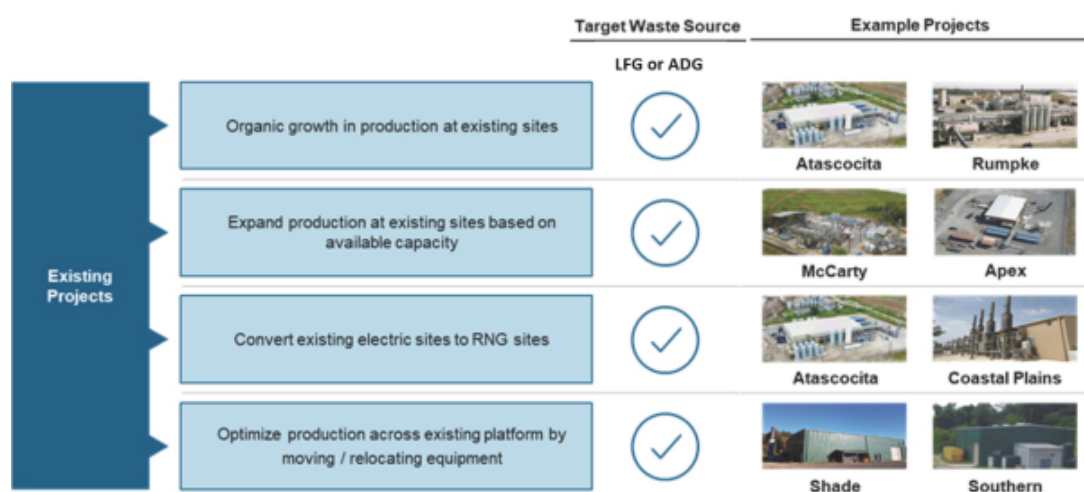 Target Waste Source
Example Projects
LFG or ADG
Existing
Projects
Organic growth in production at existing sites
Atascocita
Rumpke
Expand production at existing sites based on
available capacity
McCarty
Apex
Convert existing electric sites to RNG sites
Atascocita
Coastal Plains
Optimize production across existing platform by
moving / relocating equipment
Shade
Southern